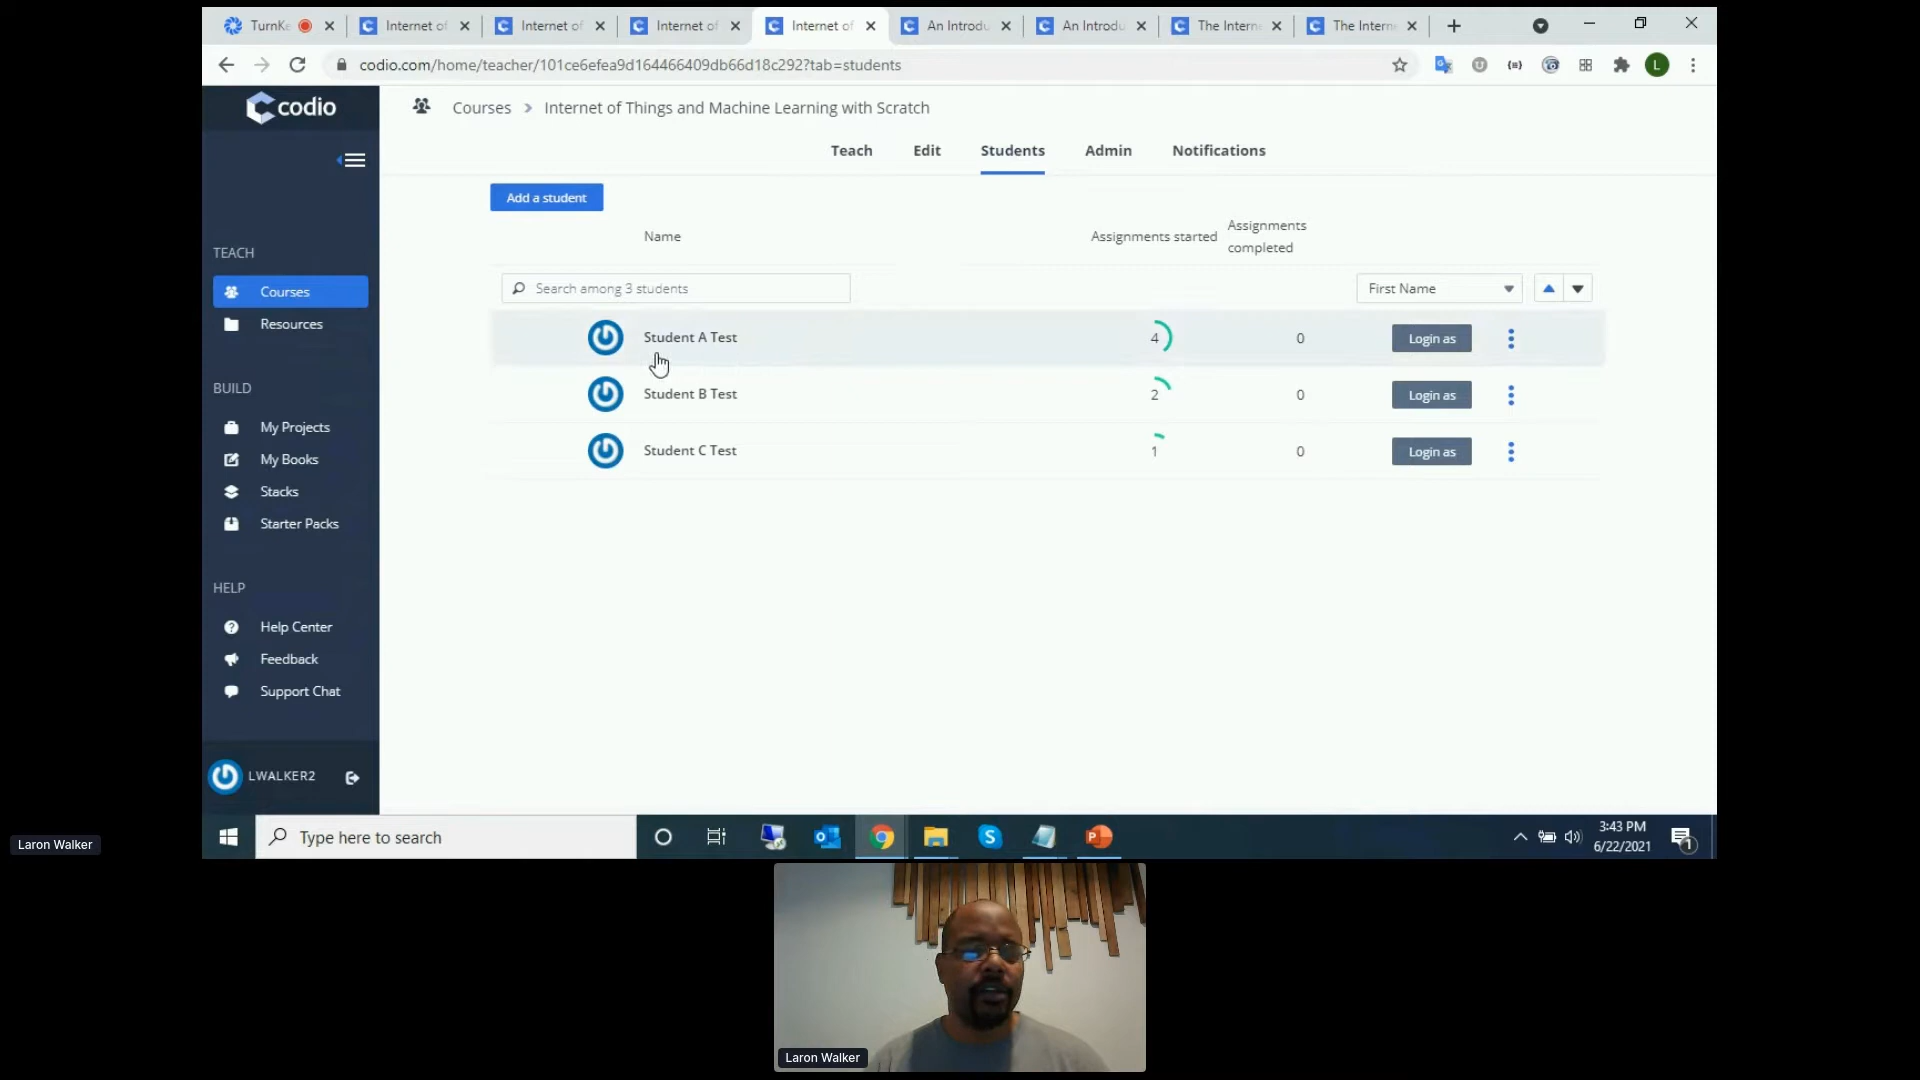 TurnKe
Internet of
Internet of
Internet of
Internet of
An Introdu
An Introdu
The Intern
The Intern
codio.com/home/teacher/101ce6efea9d164466409db66d18c292?tab=students
L
codio
Courses > Internet of Things and Machine Learning with Scratch
Teach Edit Students Admin Notifications
Add a student
Name
Assignments started
Assignments
completed
Search among 3 students
First Name
Student A Test 4 0 Login as
Student B Test 2 0 Login as
Student C Test 1 0 Login as
TEACH
Courses
Resources
BUILD
My Projects
My Books
Stacks
Starter Packs
HELP
Help Center
Feedback
Support Chat
LWALKER2
Type here to search
3:43 PM
6/22/2021
1
Laron Walker
Laron Walker